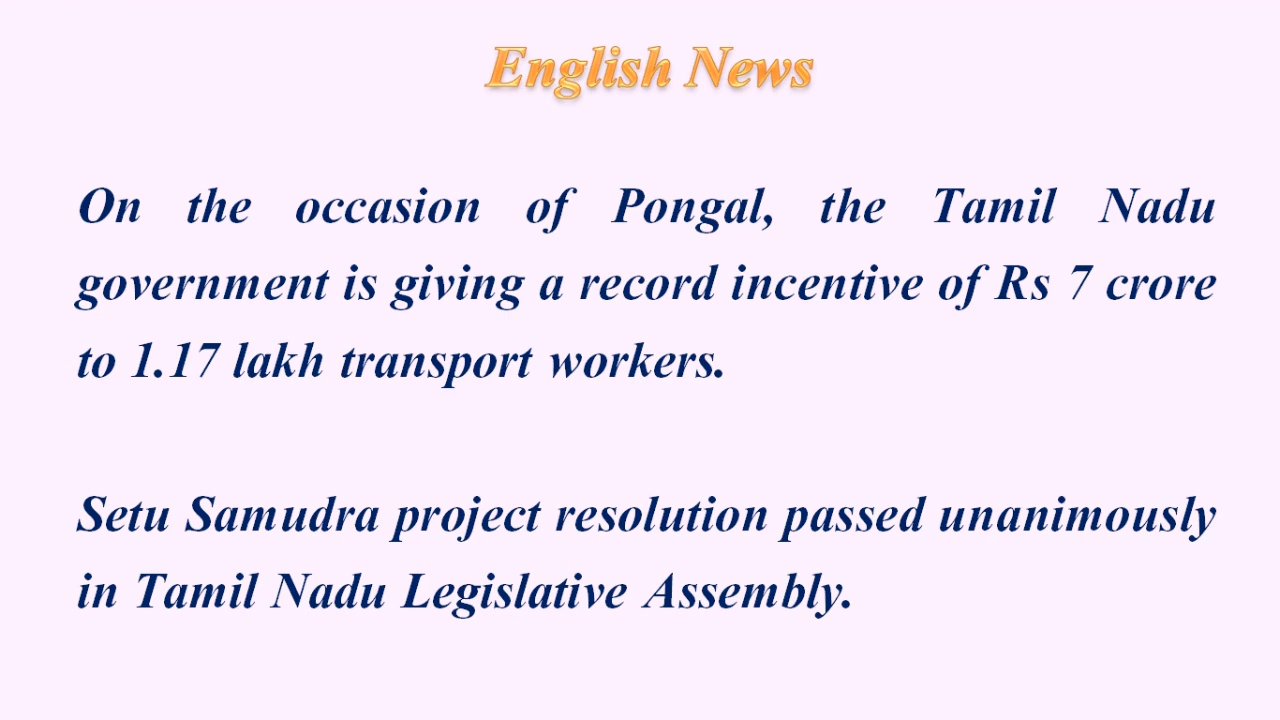 English News
On the occasion of Pongal, the Tamil Nadu
government is giving a record incentive of Rs 7 crore
to 1.17 lakh transport workers.
Setu Samudra project resolution passed unanimously
in Tamil Nadu Legislative Assembly.